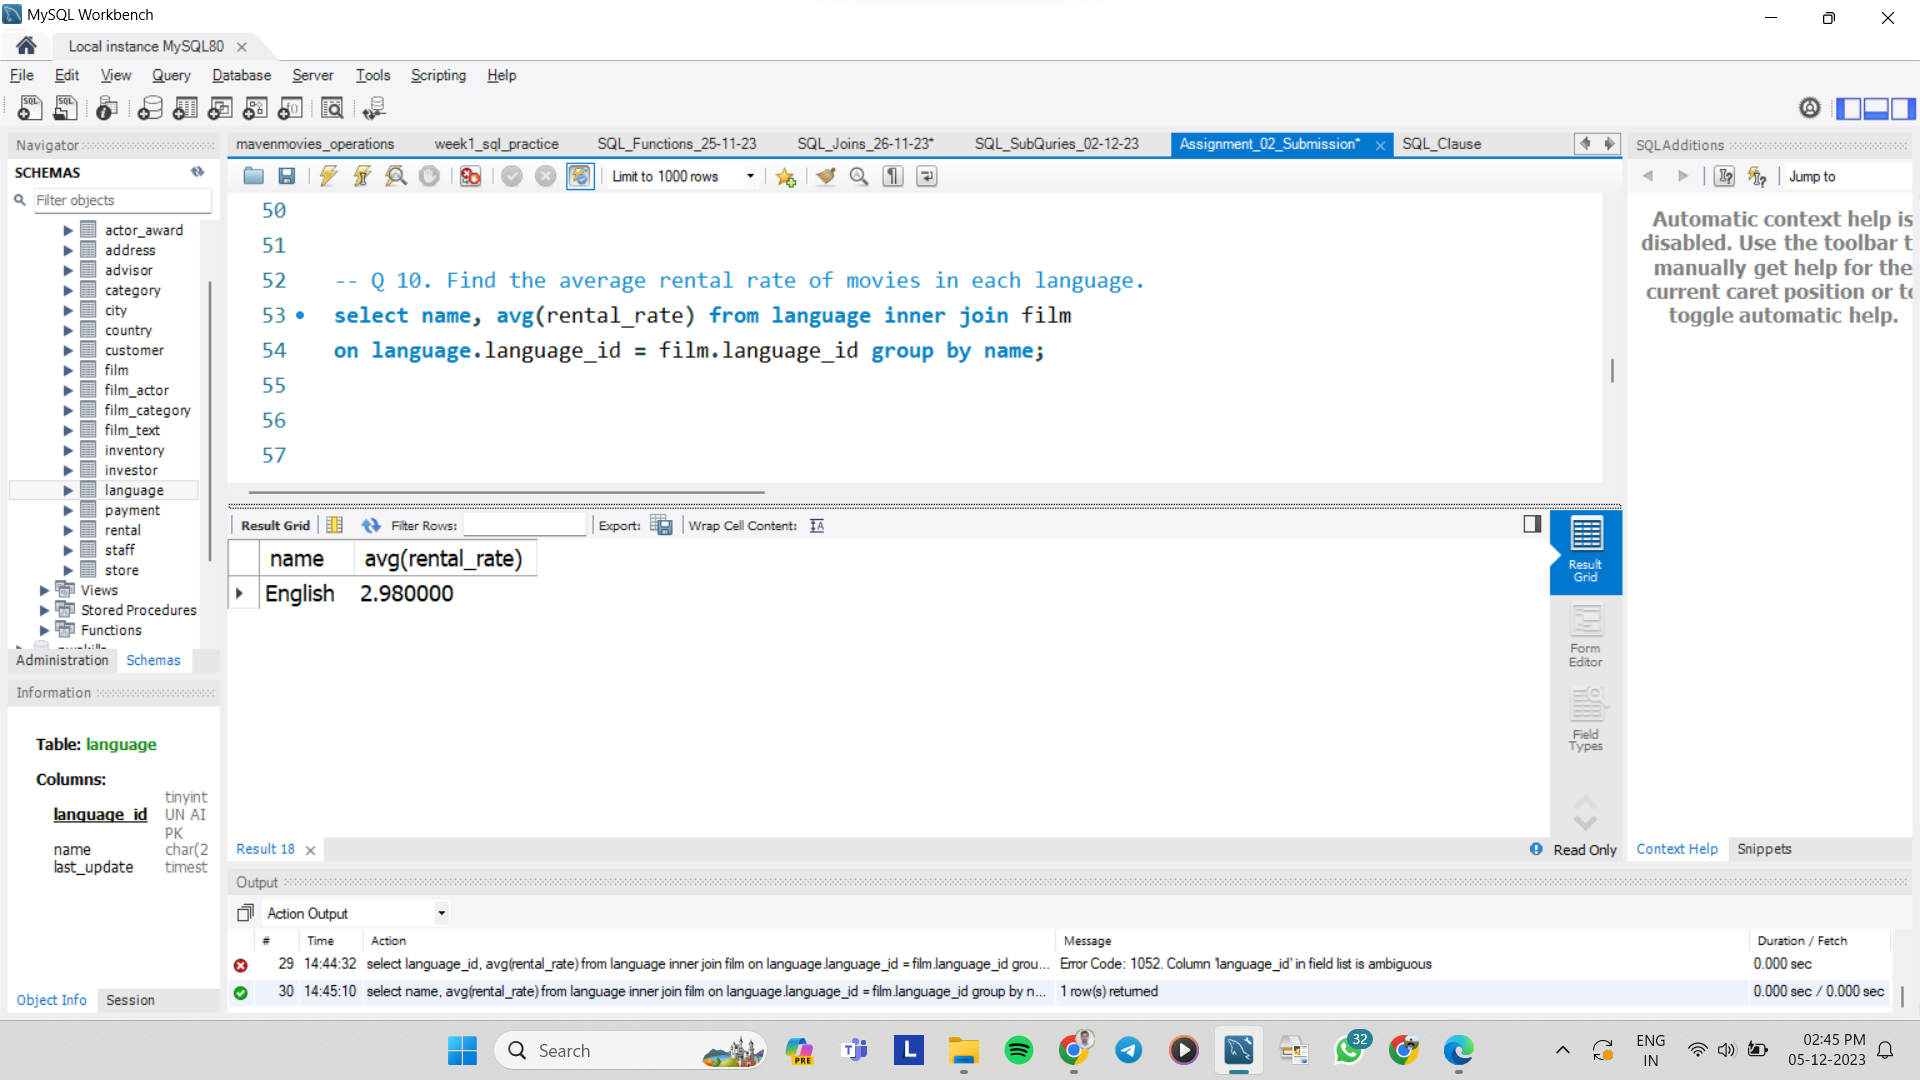 MySQL Workbench
Local instance MySQL80
File Edit View Query Database Server Tools Scripting Help
Navigator
SCHEMAS
Filter objects
actor_award
address
advisor
category
city
country
customer
film
film_actor
film_category
film_text
inventory
investor
language
payment
rental
staff
store
Views
Stored Procedures
Functions
Administration Schemas
Information
Table: language
Columns:
language_id tinyint UN AI PK
name char(2
last_update timest
Object Info Session
mavenmovies_operations week1_sql_practice SQL_Functions_25-11-23 SQL_Joins_26-11-23* SQL_SubQuries_02-12-23 Assignment_02_Submission* SQL_Clause
Limit to 1000 rows
50
51
52 -- Q 10. Find the average rental rate of movies in each language.
53 select name, avg(rental_rate) from language inner join film
54 on language.language_id = film.language_id group by name;
55
56
57
Result Grid Filter Rows: Export: Wrap Cell Content:
name avg(rental_rate)
English 2.980000
Result Grid
Form Editor
Field Types
Result 18
Read Only
SQLAdditions
Jump to
Automatic context help is
disabled. Use the toolbar t
manually get help for the
current caret position or to
toggle automatic help.
Context Help Snippets
Output
Action Output
# Time Action Message Duration / Fetch
29 14:44:32 select language_id, avg(rental_rate) from language inner join film on language.language_id = film.language_id grou... Error Code: 1052. Column 'language_id' in field list is ambiguous 0.000 sec
30 14:45:10 select name, avg(rental_rate) from language inner join film on language.language_id = film.language_id group by n... 1 row(s) returned 0.000 sec / 0.000 sec
Search
PRE
L
32
ENG
IN
02:45 PM
05-12-2023